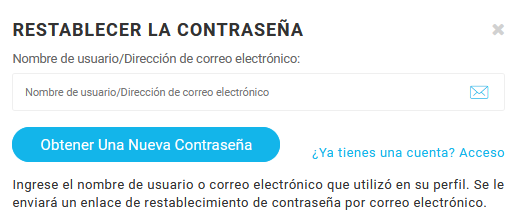 RESTABLECER LA CONTRASEÑA
Nombre de usuario/Dirección de correo electrónico:
Nombre de usuario/Dirección de correo electrónico
Obtener Una Nueva Contraseña
¿Ya tienes una cuenta? Acceso
Ingrese el nombre de usuario o correo electrónico que utilizó en su perfil. Se le
enviará un enlace de restablecimiento de contraseña por correo electrónico.